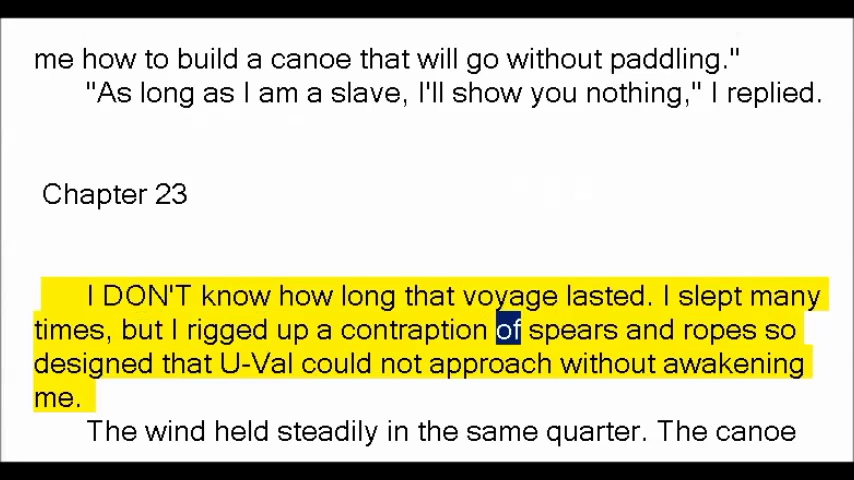 me how to build a canoe that will go without paddling."
"As long as I am a slave, I'll show you nothing," I replied.
Chapter 23
I DON'T know how long that voyage lasted. I slept many
times, but I rigged up a contraption of spears and ropes so
designed that U-Val could not approach without awakening
me.
The wind held steadily in the same quarter. The canoe